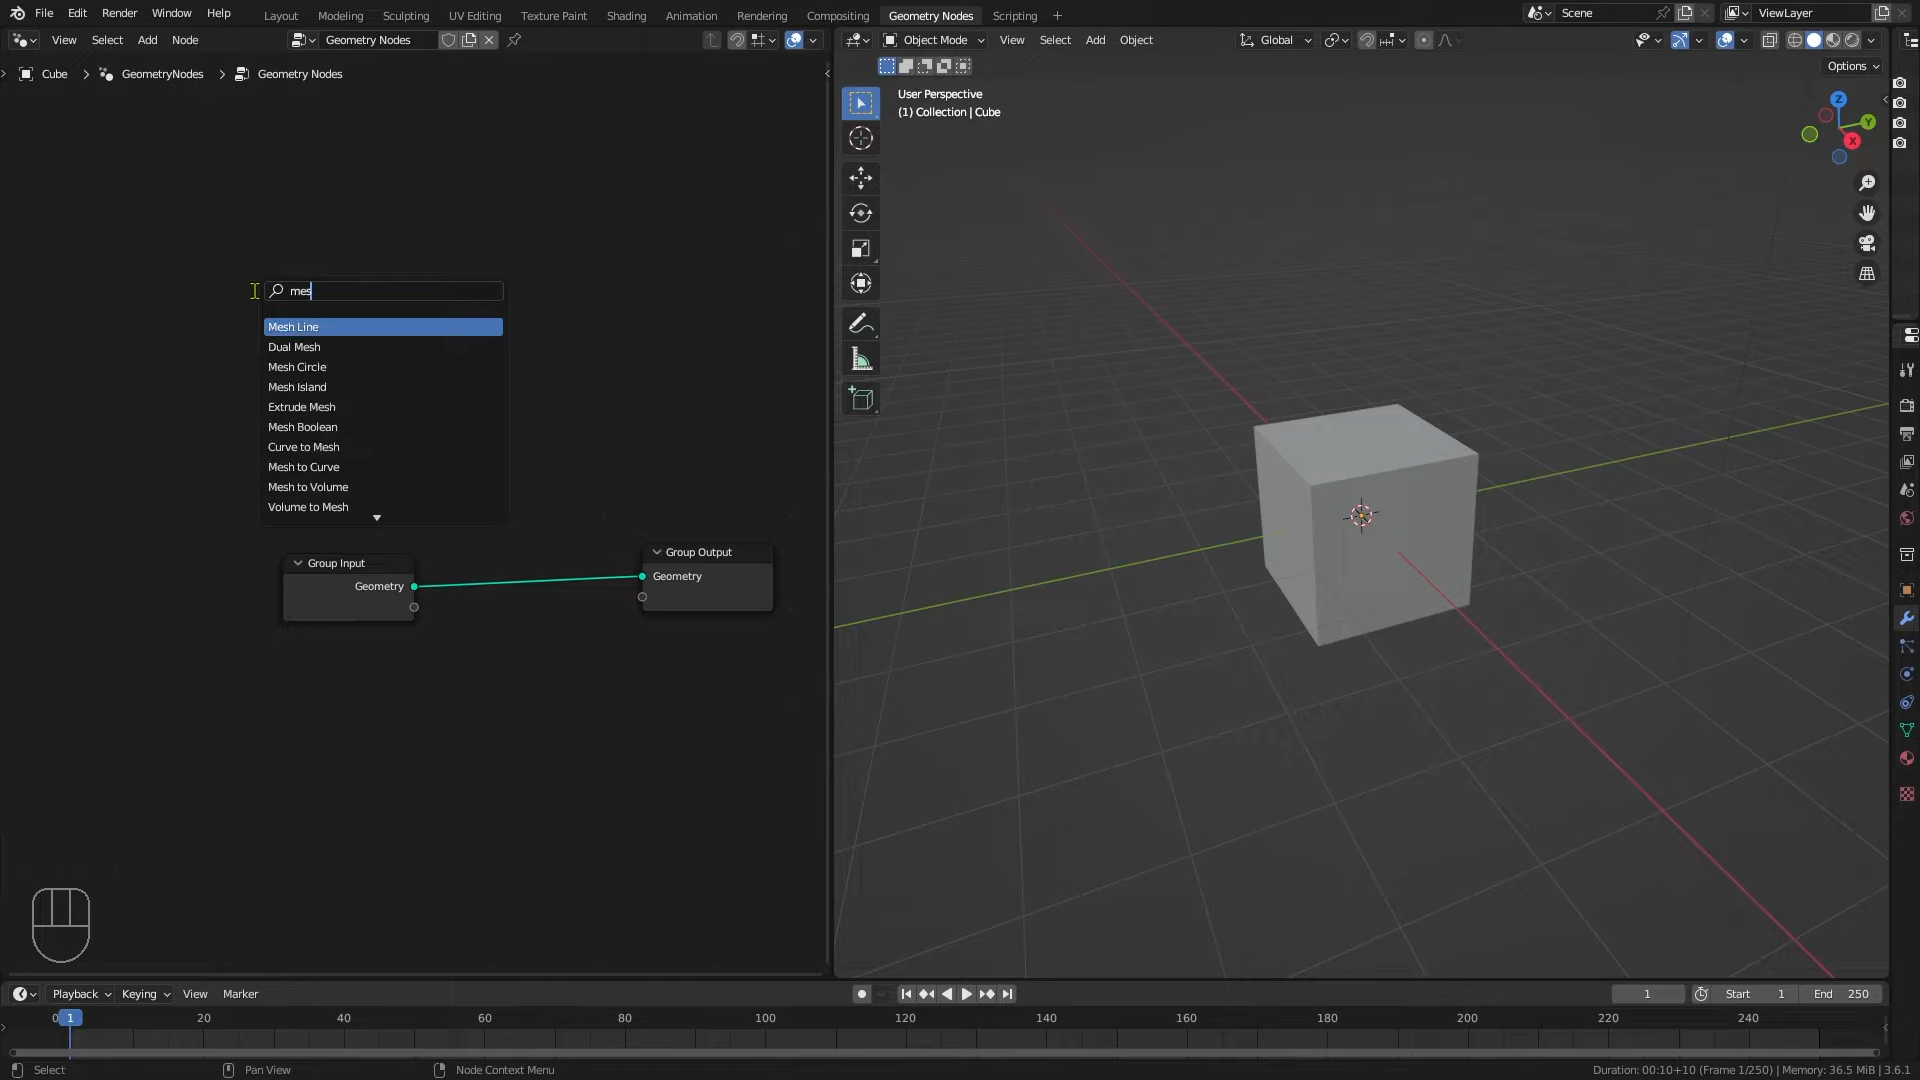 File Edit Render Window Help
Layout Modeling Sculpting UV Editing Texture Paint Shading Animation Rendering Compositing Geometry Nodes Scripting +
Scene
ViewLayer
View Select Add Node
Geometry Nodes
Object Mode
View Select Add Object
Global
Options
Cube > GeometryNodes > Geometry Nodes
User Perspective
(1) Collection | Cube
Z
Y
X
mes
Mesh Line
Dual Mesh
Mesh Circle
Mesh Island
Extrude Mesh
Mesh Boolean
Curve to Mesh
Mesh to Curve
Mesh to Volume
Volume to Mesh
Group Input
Geometry
Group Output
Geometry
Playback Keying View Marker
1
Start 1
End 250
0 1 20 40 60 80 100 120 140 160 180 200 220 240
Select
Pan View
Node Context Menu
Duration: 00:10+10 (Frame 1/250) | Memory: 36.5 MiB | 3.6.1